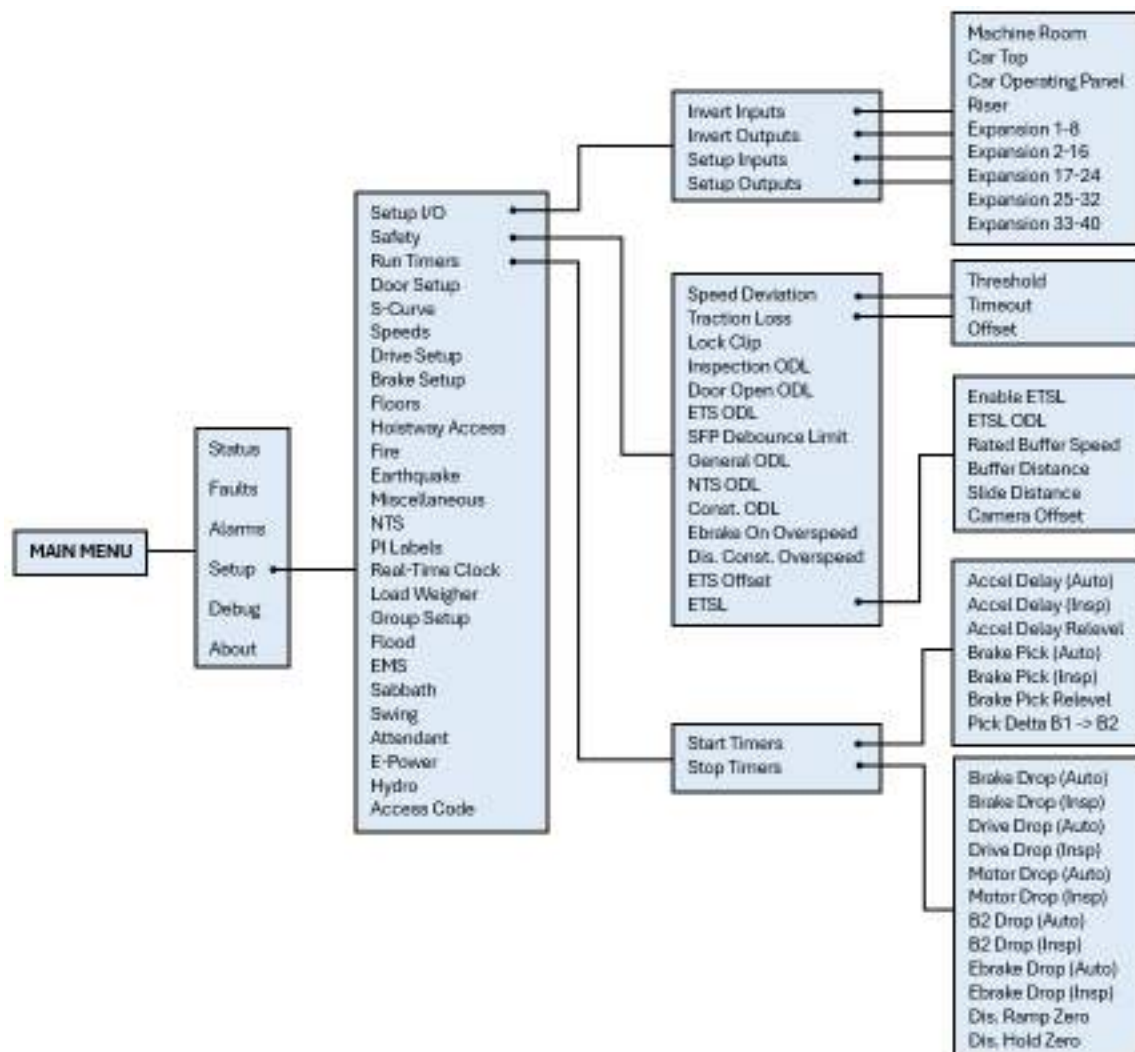 MAIN MENU
Status
Faults
Alarms
Setup
Debug
About
Setup I/O
Safety
Run Timers
Door Setup
S-Curve
Speeds
Drive Setup
Brake Setup
Floors
Hoistway Access
Fire
Earthquake
Miscellaneous
NTS
PI Labels
Real-Time Clock
Load Weigher
Group Setup
Flood
EMS
Sabbath
Swing
Attendant
E-Power
Hydro
Access Code
Invert Inputs
Invert Outputs
Setup Inputs
Setup Outputs
Machine Room
Car Top
Car Operating Panel
Riser
Expansion 1-8
Expansion 2-16
Expansion 17-24
Expansion 25-32
Expansion 33-40
Speed Deviation
Traction Loss
Lock Clip
Inspection ODL
Door Open ODL
ETS ODL
SFP Debounce Limit
General ODL
NTS ODL
Const. ODL
Ebrake On Overspeed
Dis. Const. Overspeed
ETS Offset
ETSL
Threshold
Timeout
Offset
Enable ETSL
ETSL ODL
Rated Buffer Speed
Buffer Distance
Slide Distance
Camera Offset
Start Timers
Stop Timers
Accel Delay (Auto)
Accel Delay (Insp)
Accel Delay Relevel
Brake Pick (Auto)
Brake Pick (Insp)
Brake Pick Relevel
Pick Delta B1 -> B2
Brake Drop (Auto)
Brake Drop (Insp)
Drive Drop (Auto)
Drive Drop (Insp)
Motor Drop (Auto)
Motor Drop (Insp)
B2 Drop (Auto)
B2 Drop (Insp)
Ebrake Drop (Auto)
Ebrake Drop (Insp)
Dis. Ramp Zero
Dis. Hold Zero